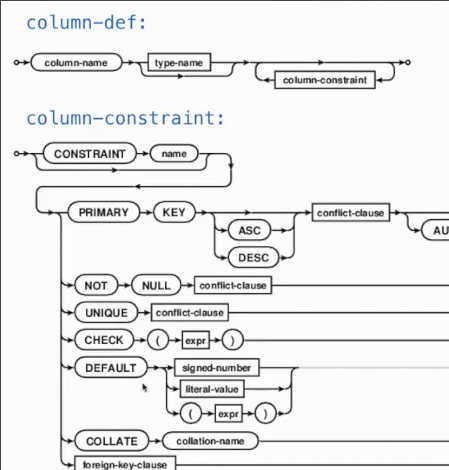 column-def:
column-name type-name
column-constraint
column-constraint:
CONSTRAINT name
PRIMARY KEY conflict-clause AU
ASC
DESC
NOT NULL conflict-clause
UNIQUE conflict-clause
CHECK ( expr )
DEFAULT signed-number
literal-value
( expr )
COLLATE collation-name
foreign-key-clause